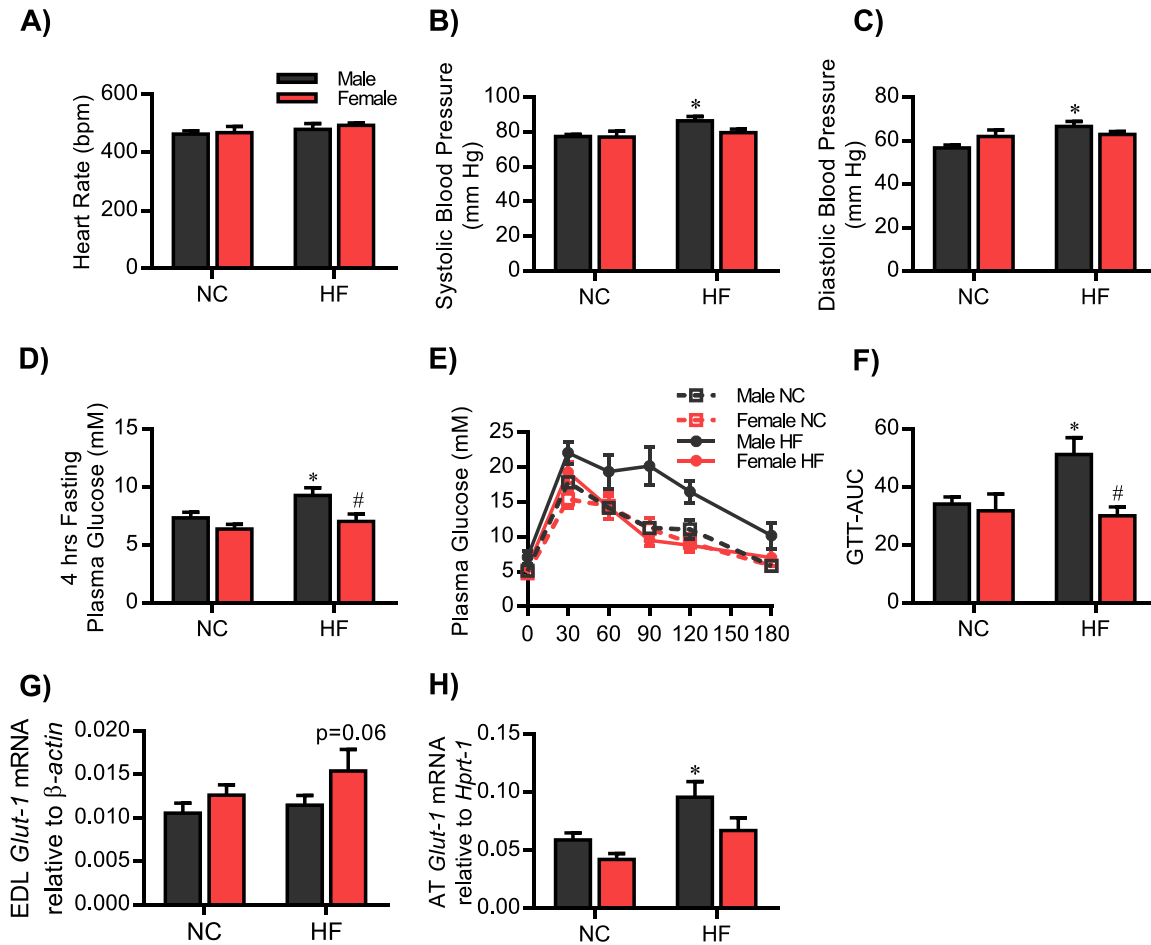 A)
Heart Rate (bpm)
600
400
200
0
NC
HF
Male
Female
B)
Systolic Blood Pressure
(mm Hg)
100
80
60
40
20
0
*
NC
HF
C)
Diastolic Blood Pressure
(mm Hg)
80
60
40
20
0
*
NC
HF
D)
4 hrs Fasting
Plasma Glucose (mM)
15
10
5
0
*
#
NC
HF
E)
Plasma Glucose (mM)
25
20
15
10
5
0
0 30 60 90 120 150 180
Male NC
Female NC
Male HF
Female HF
F)
GTT-AUC
60
40
20
0
*
#
NC
HF
G)
EDL Glut-1 mRNA
relative to β-actin
0.020
0.015
0.010
0.005
0.000
p=0.06
NC
HF
H)
AT Glut-1 mRNA
relative to Hprt-1
0.15
0.10
0.05
0.00
*
NC
HF